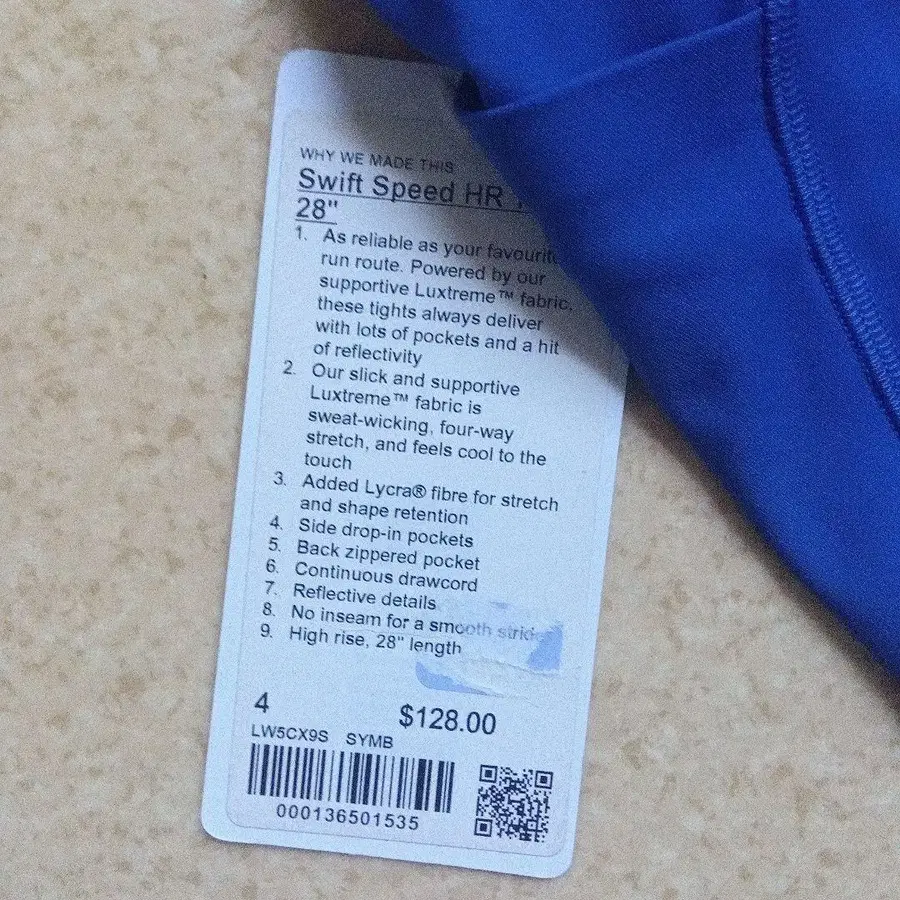 WHY WE MADE THIS
Swift Speed HR
28"
1. As reliable as your favourite
run route. Powered by our
supportive Luxtreme™ fabric,
these tights always deliver
with lots of pockets and a hit
of reflectivity
2. Our slick and supportive
Luxtreme™ fabric is
sweat-wicking, four-way
stretch, and feels cool to the
touch
3. Added Lycra® fibre for stretch
and shape retention
4. Side drop-in pockets
5. Back zippered pocket
6. Continuous drawcord
7. Reflective details
8. No inseam for a smooth stride
9. High rise, 28" length
4 $128.00
LW5CX9S SYMB
000136501535